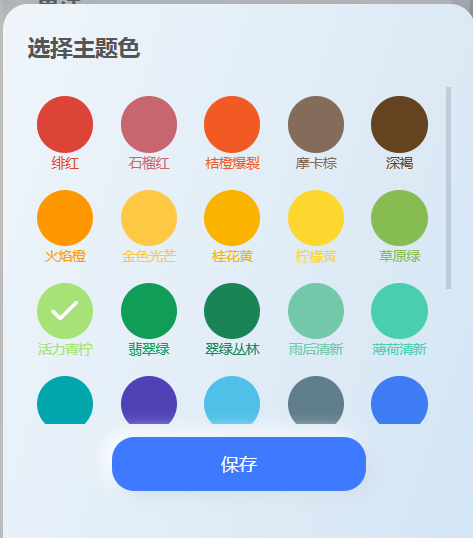 选择主题色
绯红 石榴红 桔橙爆裂 摩卡棕 深褐
火焰橙 金色光芒 桂花黄 柠檬黄 草原绿
活力青柠 翡翠绿 翠绿丛林 雨后清新 薄荷清新
保存